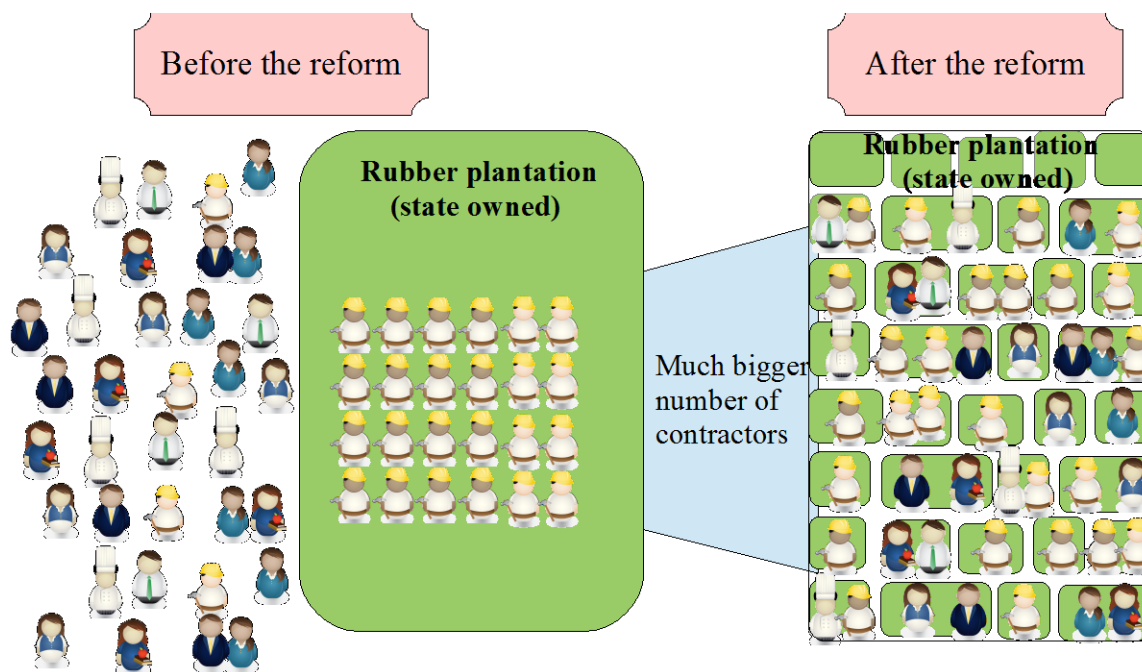 Before the reform
After the reform
Rubber plantation
(state owned)
Much bigger
number of
contractors
Rubber plantation
(state owned)